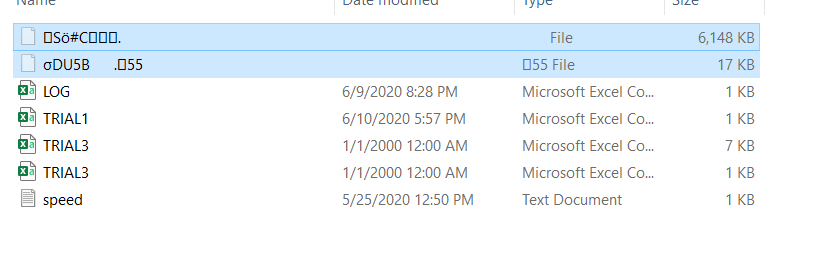 Name Date modified Type Size
▯Sö#C▯▯▯. File 6,148 KB
σDU5B .▯55 ▯55 File 17 KB
LOG 6/9/2020 8:28 PM Microsoft Excel Co... 1 KB
TRIAL1 6/10/2020 5:57 PM Microsoft Excel Co... 1 KB
TRIAL3 1/1/2000 12:00 AM Microsoft Excel Co... 7 KB
TRIAL3 1/1/2000 12:00 AM Microsoft Excel Co... 1 KB
speed 5/25/2020 12:50 PM Text Document 1 KB